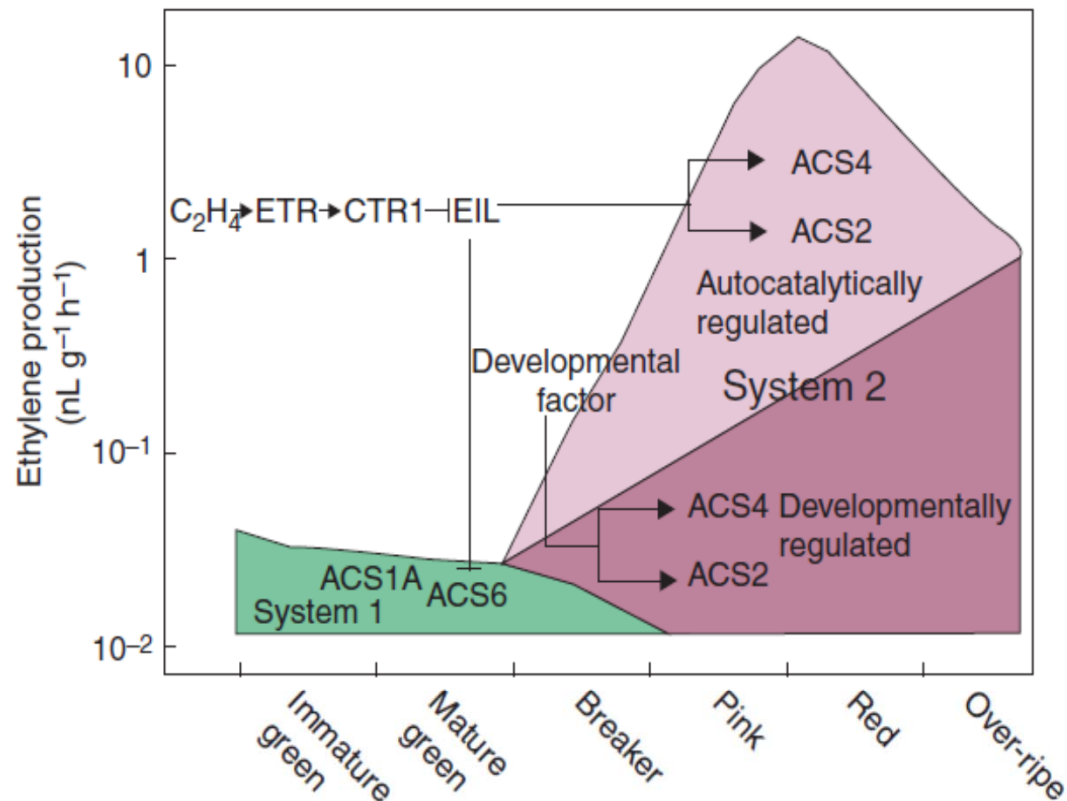 Ethylene production
(nL g⁻¹ h⁻¹)
10
1
10⁻¹
10⁻²
C₂H₄ ETR CTR1 EIL
ACS4
ACS2
Autocatalytically
regulated
Developmental
factor
System 2
ACS4 Developmentally
regulated
ACS2
ACS1A ACS6
System 1
Immature
green
Mature
green
Breaker
Pink
Red
Over-ripe